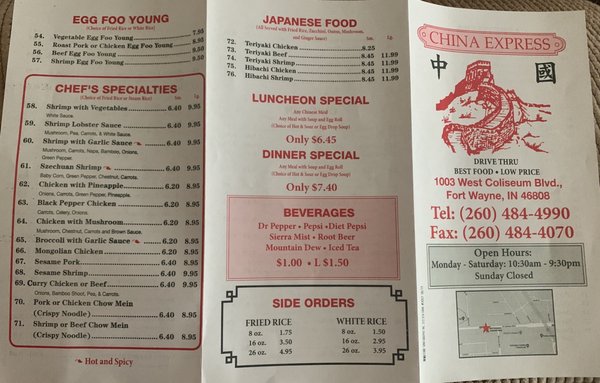 EGG FOO YOUNG
(Choice of Fried Rice or White Rice)
54. Vegetable Egg Foo Young 7.95
55. Roast Pork or Chicken Egg Foo Young 8.95
56. Beef Egg Foo Young 9.50
57. Shrimp Egg Foo Young 9.50
CHEF'S SPECIALTIES
(Choice of Fried Rice or Steam Rice)
Sm. Lg.
58. Shrimp with Vegetables 6.40 9.95
White Sauce.
59. Shrimp Lobster Sauce 6.40 9.95
Mushroom, Pea, Carrots, & White Sauce.
60. Shrimp with Garlic Sauce 6.40 9.95
Mushroom, Carrots, Napa, Bamboo, Onions,
Green Pepper.
61. Szechuan Shrimp 6.40 9.95
Baby Corn, Green Pepper, Chestnut, Carrots.
62. Chicken with Pineapple 6.20 8.95
Onions, Carrots, Green Pepper, Pineapple.
63. Black Pepper Chicken 6.20 8.95
Carrots, Celery, Onions.
64. Chicken with Mushroom 6.20 8.95
Mushroom, Chestnut, Carrots and Brown Sauce.
65. Broccoli with Garlic Sauce 6.20 8.95
66. Mongolian Chicken 6.20 8.95
67. Sesame Pork 6.20 8.95
68. Sesame Shrimp 6.40 9.95
69. Curry Chicken or Beef 6.20 8.95
Onions, Bamboo Shoot, Pea, & Carrots.
70. Pork or Chicken Chow Mein
(Crispy Noodle) 6.20 8.95
71. Shrimp or Beef Chow Mein
(Crispy Noodle) 6.40 8.95
Hot and Spicy
JAPANESE FOOD
(All Served with Fried Rice, Zucchini, Onion, Mushroom,
and Ginger Sauce)
Sm. Lg.
72. Teriyaki Chicken 8.25
73. Teriyaki Beef 8.45 11.99
74. Teriyaki Shrimp 8.45 11.99
75. Hibachi Chicken 8.45 11.99
76. Hibachi Shrimp 8.45 11.99
LUNCHEON SPECIAL
Any Chinese Meal
Any Meal with Soup and Egg Roll
(Choice of Hot & Sour or Egg Drop Soup)
Only $6.45
DINNER SPECIAL
Any Meal with Soup and Egg Roll
(Choice of Hot & Sour or Egg Drop Soup)
Only $7.40
BEVERAGES
Dr Pepper • Pepsi • Diet Pepsi
Sierra Mist • Root Beer
Mountain Dew • Iced Tea
$1.00 • L $1.50
SIDE ORDERS
FRIED RICE WHITE RICE
8 oz. 1.75 8 oz. 1.50
16 oz. 3.50 16 oz. 2.95
26 oz. 4.95 26 oz. 3.95
CHINA EXPRESS
中 國
DRIVE THRU
BEST FOOD • LOW PRICE
1003 West Coliseum Blvd.,
Fort Wayne, IN 46808
Tel: (260) 484-4990
Fax: (260) 484-4070
Open Hours:
Monday - Saturday: 10:30am - 9:30pm
Sunday Closed